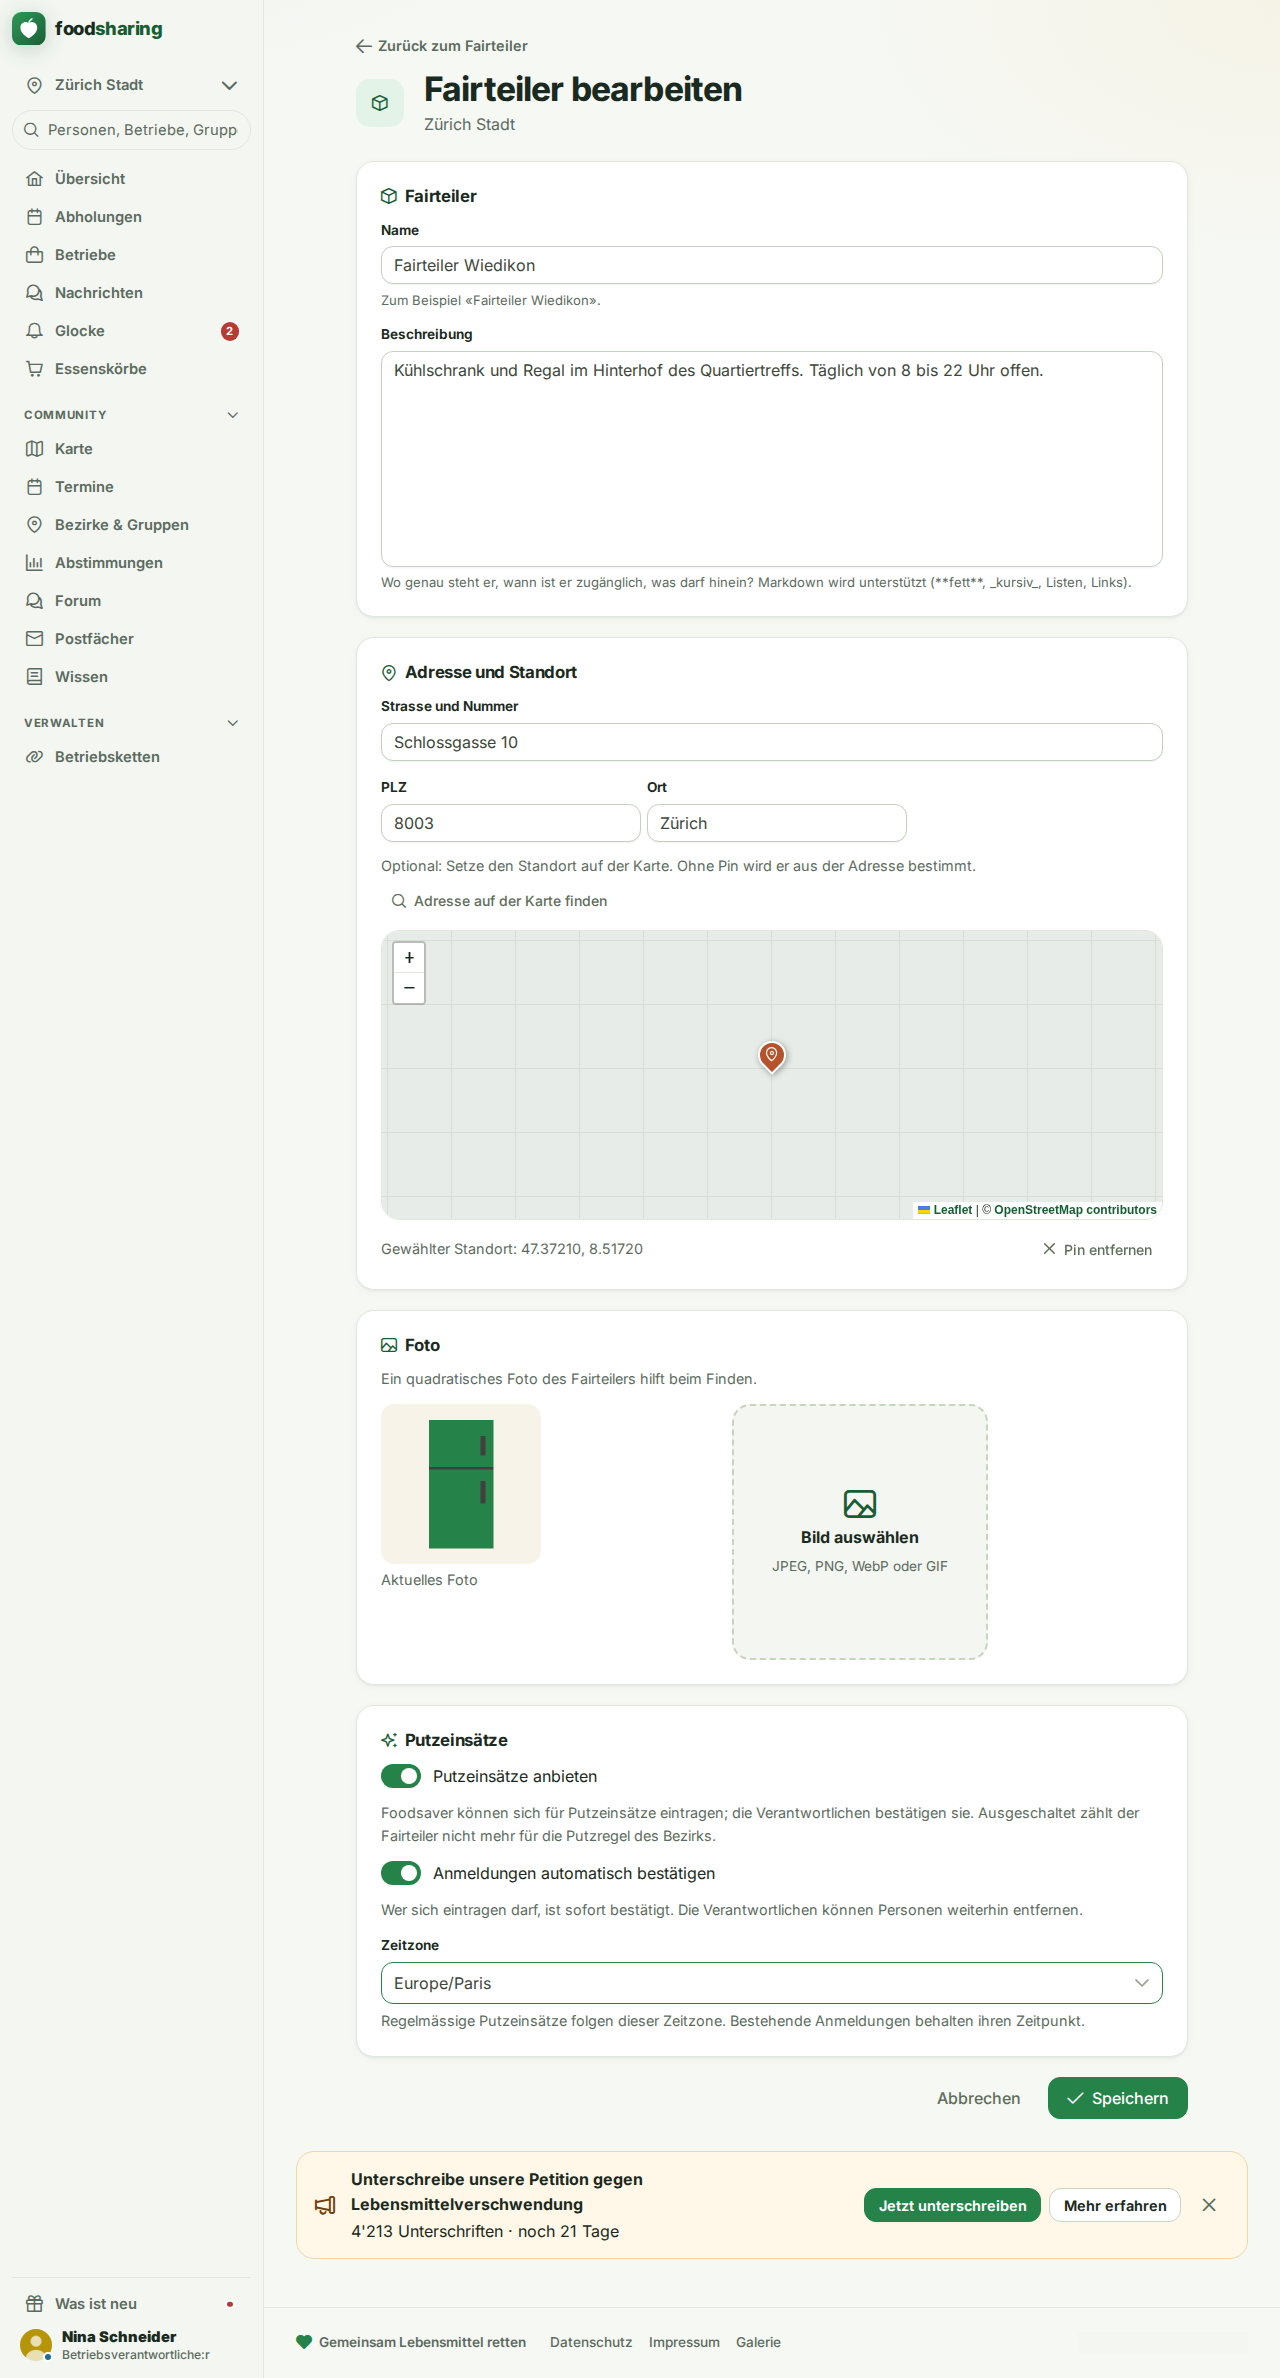 foodsharing
Zürich Stadt
Personen, Betriebe, Grupp
Übersicht
Abholungen
Betriebe
Nachrichten
Glocke
2
Essenskörbe
COMMUNITY
Karte
Termine
Bezirke & Gruppen
Abstimmungen
Forum
Postfächer
Wissen
VERWALTEN
Betriebsketten
Was ist neu
Nina Schneider
Betriebsverantwortliche:r
Zurück zum Fairteiler
Fairteiler bearbeiten
Zürich Stadt
Fairteiler
Name
Fairteiler Wiedikon
Zum Beispiel «Fairteiler Wiedikon».
Beschreibung
Kühlschrank und Regal im Hinterhof des Quartiertreffs. Täglich von 8 bis 22 Uhr offen.
Wo genau steht er, wann ist er zugänglich, was darf hinein? Markdown wird unterstützt (**fett**, _kursiv_, Listen, Links).
Adresse und Standort
Strasse und Nummer
Schlossgasse 10
PLZ
Ort
8003
Zürich
Optional: Setze den Standort auf der Karte. Ohne Pin wird er aus der Adresse bestimmt.
Adresse auf der Karte finden
+
−
Leaflet | © OpenStreetMap contributors
Gewählter Standort: 47.37210, 8.51720
Pin entfernen
Foto
Ein quadratisches Foto des Fairteilers hilft beim Finden.
Bild auswählen
JPEG, PNG, WebP oder GIF
Aktuelles Foto
Putzeinsätze
Putzeinsätze anbieten
Foodsaver können sich für Putzeinsätze eintragen; die Verantwortlichen bestätigen sie. Ausgeschaltet zählt der
Fairteiler nicht mehr für die Putzregel des Bezirks.
Anmeldungen automatisch bestätigen
Wer sich eintragen darf, ist sofort bestätigt. Die Verantwortlichen können Personen weiterhin entfernen.
Zeitzone
Europe/Paris
Regelmässige Putzeinsätze folgen dieser Zeitzone. Bestehende Anmeldungen behalten ihren Zeitpunkt.
Abbrechen
Speichern
Unterschreibe unsere Petition gegen
Lebensmittelverschwendung
4'213 Unterschriften · noch 21 Tage
Jetzt unterschreiben
Mehr erfahren
Gemeinsam Lebensmittel retten
Datenschutz
Impressum
Galerie